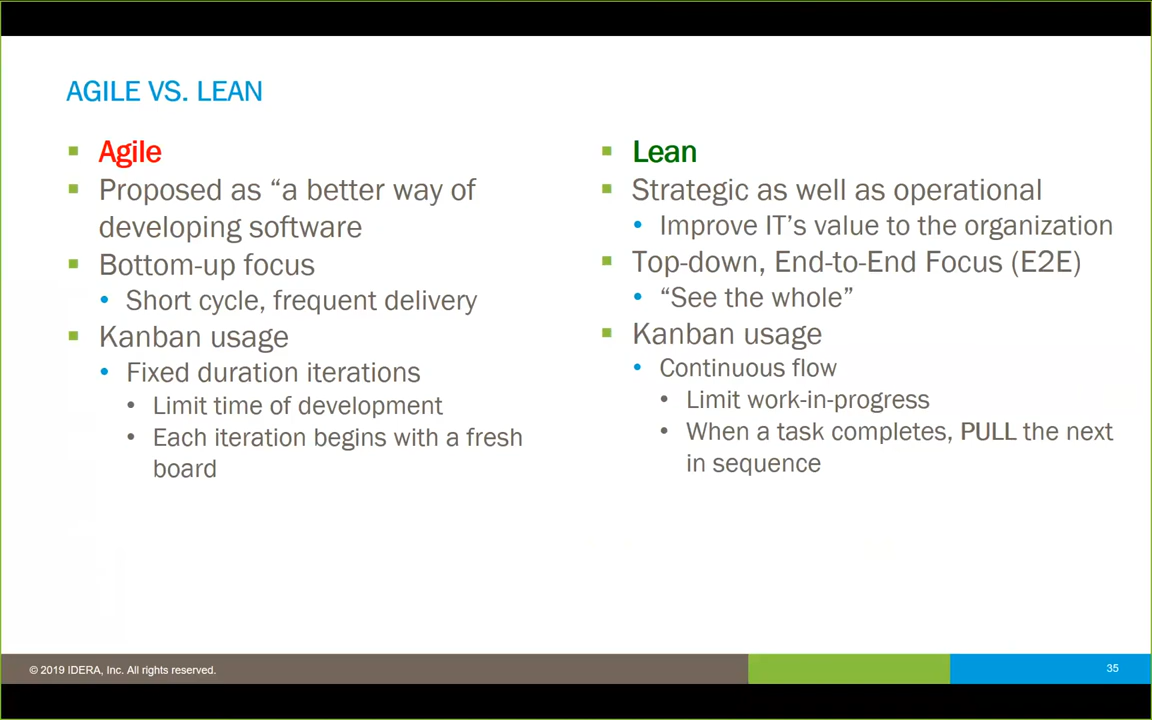 AGILE VS. LEAN
Agile
Proposed as “a better way of
developing software
Bottom-up focus
Short cycle, frequent delivery
Kanban usage
Fixed duration iterations
Limit time of development
Each iteration begins with a fresh
board
Lean
Strategic as well as operational
Improve IT’s value to the organization
Top-down, End-to-End Focus (E2E)
“See the whole”
Kanban usage
Continuous flow
Limit work-in-progress
When a task completes, PULL the next
in sequence
© 2019 IDERA, Inc. All rights reserved.
35